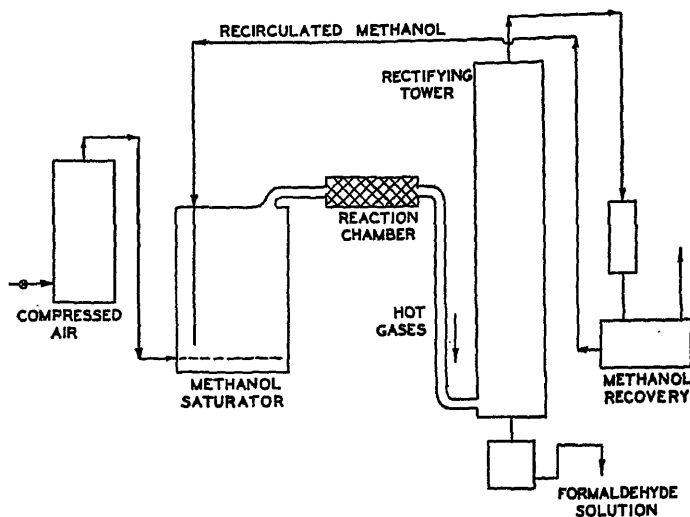 RECIRCULATED METHANOL
RECTIFYING
TOWER
REACTION
CHAMBER
COMPRESSED
AIR
HOT
GASES
METHANOL
SATURATOR
METHANOL
RECOVERY
FORMALDEHYDE
SOLUTION